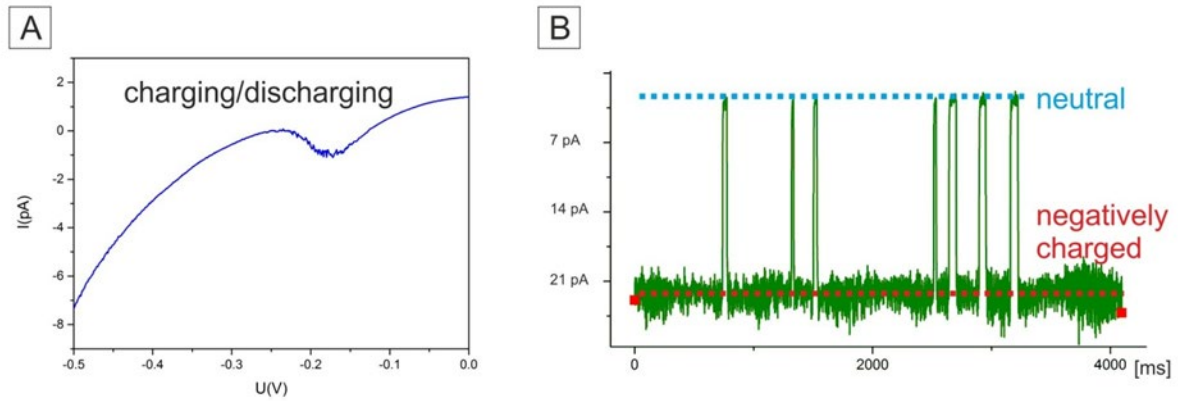 A
charging/discharging
2
0
-2
-4
-6
-8
I(pA)
-0.5
-0.4
-0.3
-0.2
-0.1
0.0
U(V)
B
neutral
7 pA
14 pA
negatively
charged
21 pA
0
2000
4000
[ms]